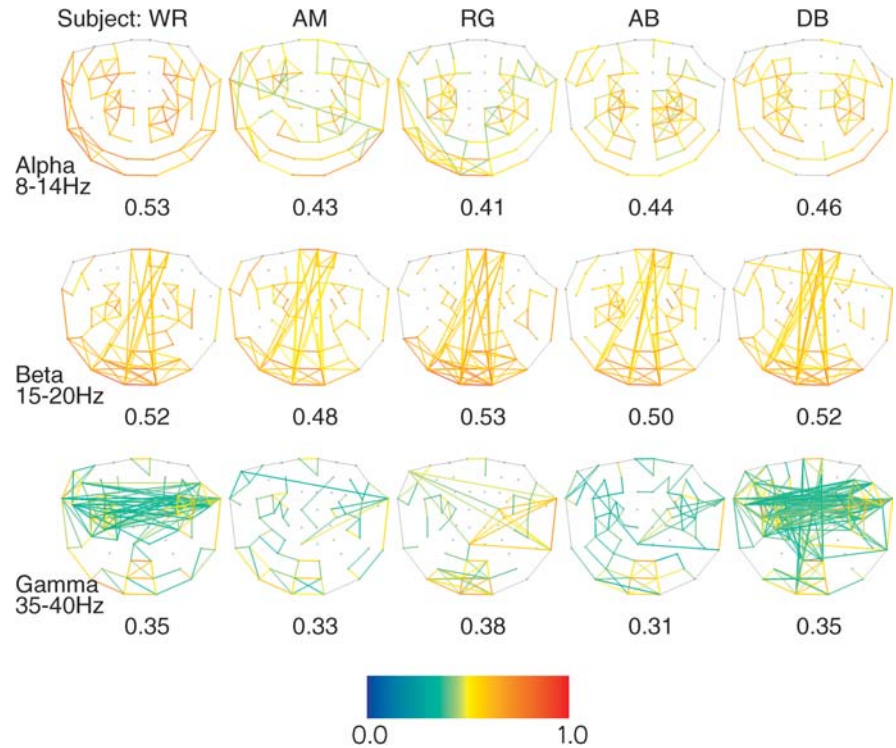 Subject: WR AM RG AB DB
Alpha
8-14Hz
0.53 0.43 0.41 0.44 0.46
Beta
15-20Hz
0.52 0.48 0.53 0.50 0.52
Gamma
35-40Hz
0.35 0.33 0.38 0.31 0.35
0.0 1.0